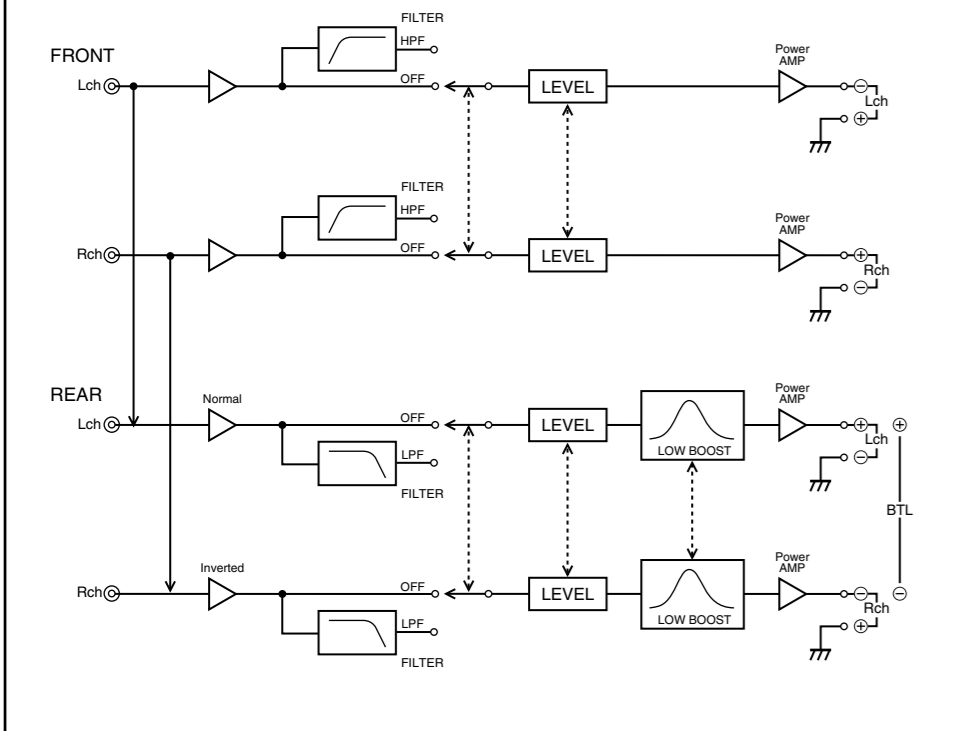 FILTER
HPF
FRONT
Lch
OFF
LEVEL
Power
AMP
⊖
Lch
⊕
FILTER
HPF
Rch
OFF
LEVEL
Power
AMP
⊕
Rch
⊖
REAR
Lch
Normal
OFF
LPF
FILTER
LEVEL
LOW BOOST
Power
AMP
⊕
Lch
⊖
⊕
BTL
⊖
Rch
Inverted
OFF
LPF
FILTER
LEVEL
LOW BOOST
Power
AMP
⊖
Rch
⊕